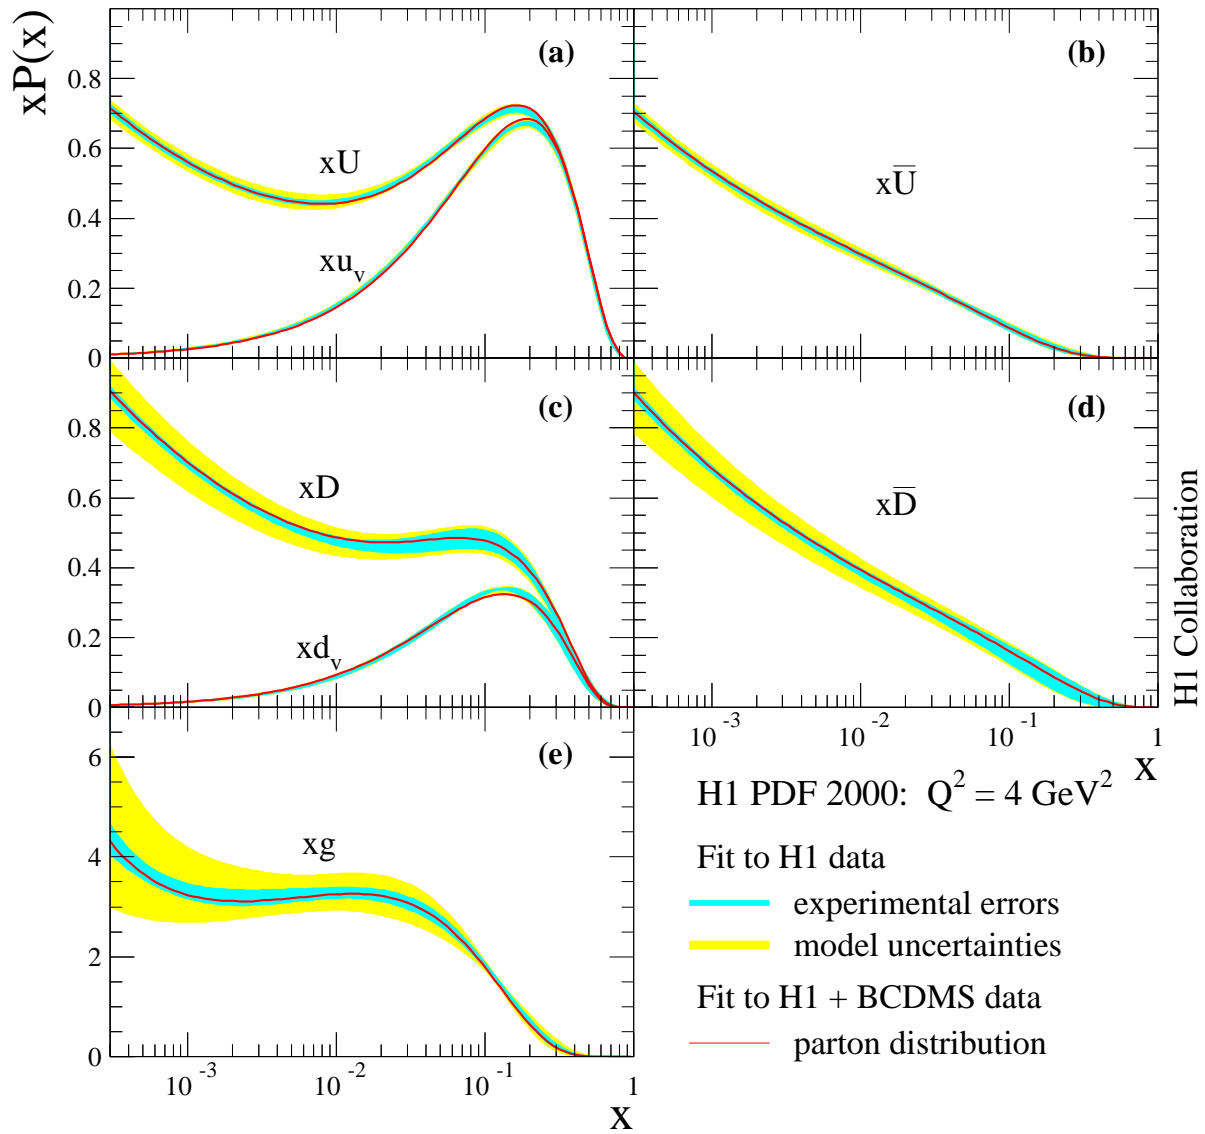 xP(x)
(a)
(b)
0.8
0.6
0.4
0.2
0
xU
xu_v
xU̅
(c)
(d)
0.8
0.6
0.4
0.2
0
xD
xd_v
xD̅
10^-3 10^-2 10^-1 1
x
H1 Collaboration
(e)
6
4
2
0
xg
10^-3 10^-2 10^-1 1
x
H1 PDF 2000: Q^2 = 4 GeV^2
Fit to H1 data
experimental errors
model uncertainties
Fit to H1 + BCDMS data
parton distribution